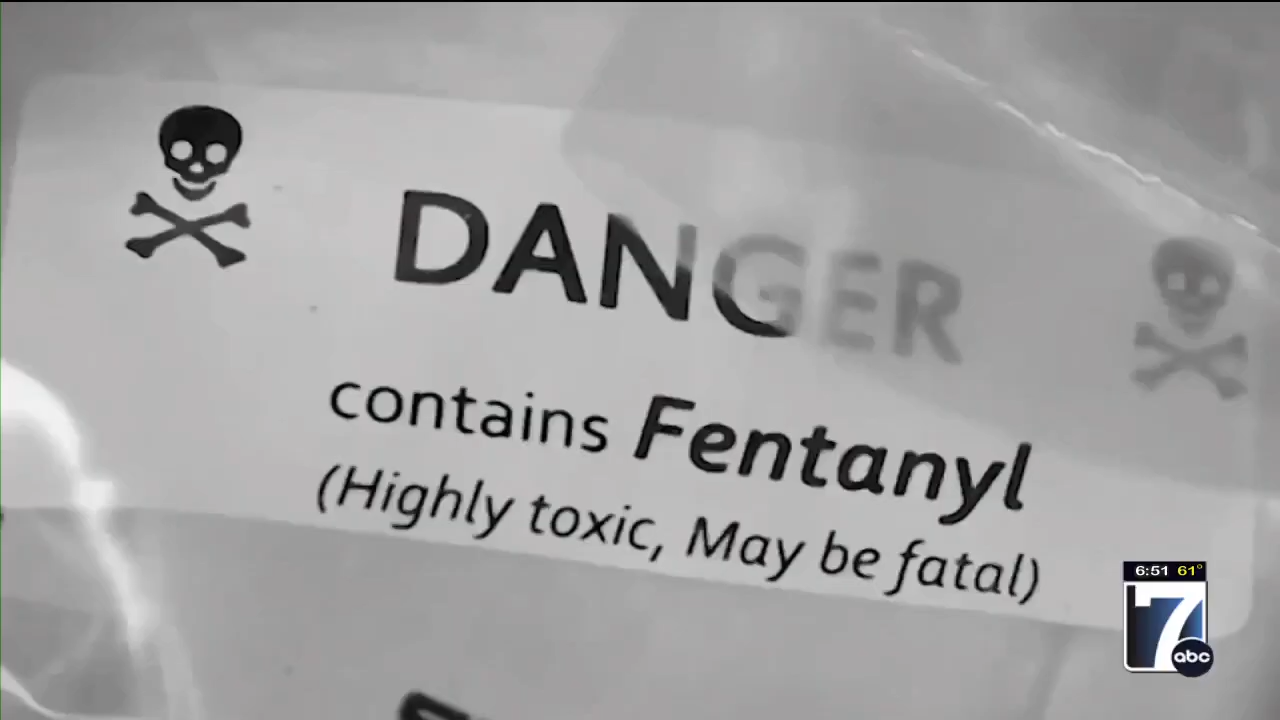 DANGER
contains Fentanyl
(Highly toxic, May be fatal)
6:51 61°
7
abc